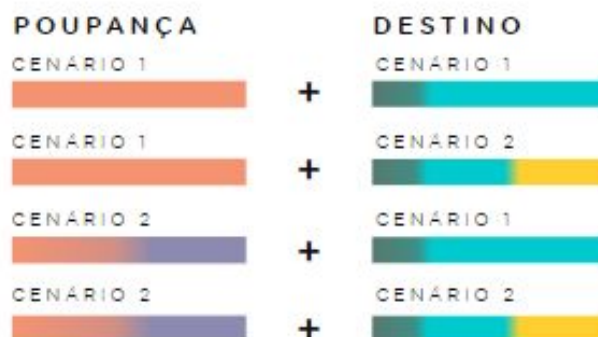 POUPANÇA DESTINO
CENÁRIO 1 CENÁRIO 1
+
CENÁRIO 1 CENÁRIO 2
+
CENÁRIO 2 CENÁRIO 1
+
CENÁRIO 2 CENÁRIO 2
+